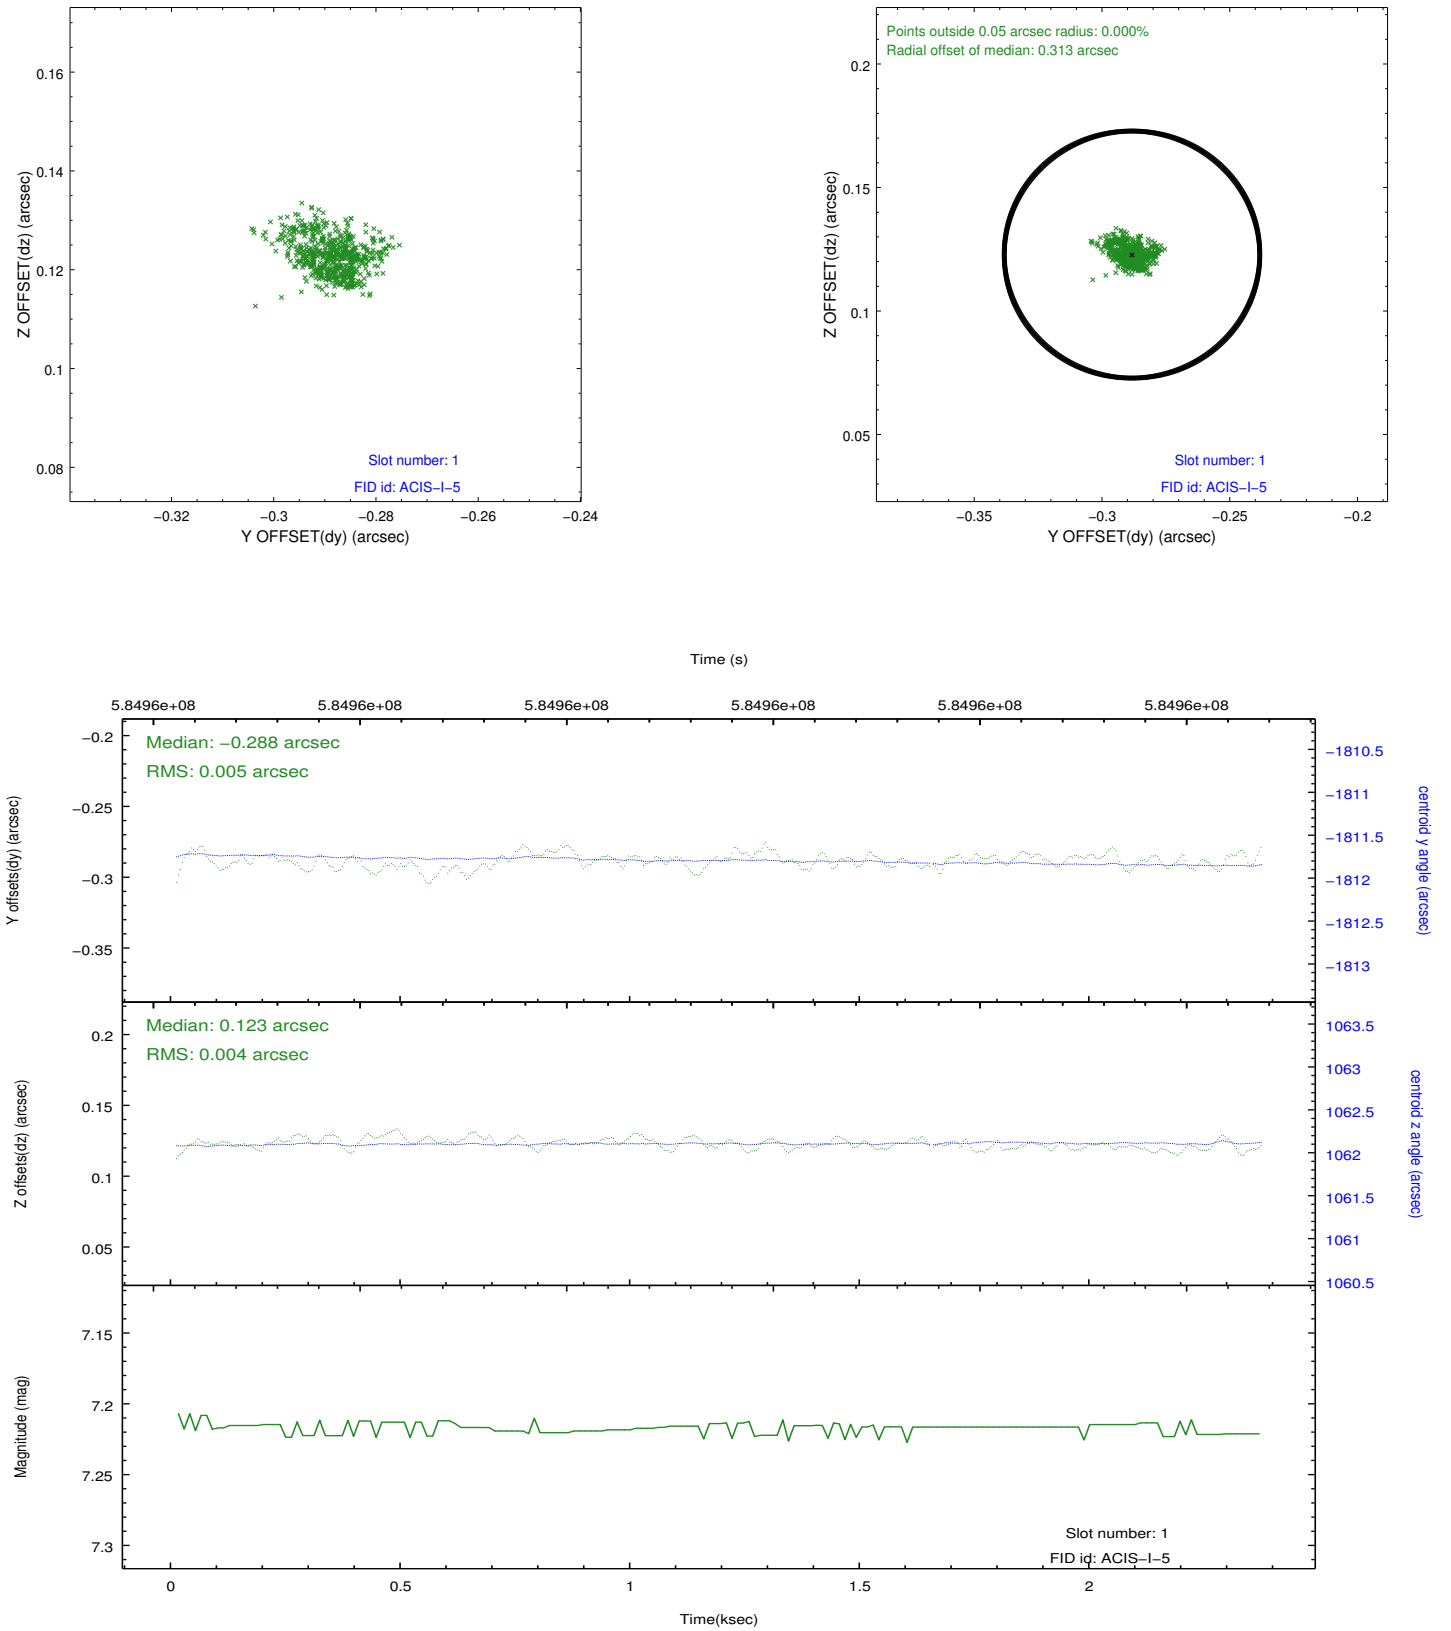 0.16
0.14
0.12
0.1
0.08
Z OFFSET(dz) (arcsec)
Slot number: 1
FID id: ACIS−I−5
−0.32 −0.3 −0.28 −0.26 −0.24
Y OFFSET(dy) (arcsec)
Points outside 0.05 arcsec radius: 0.000%
Radial offset of median: 0.313 arcsec
0.2
0.15
0.1
0.05
Z OFFSET(dz) (arcsec)
Slot number: 1
FID id: ACIS−I−5
−0.35 −0.3 −0.25 −0.2
Y OFFSET(dy) (arcsec)
Time (s)
5.8496e+08 5.8496e+08 5.8496e+08 5.8496e+08 5.8496e+08 5.8496e+08
Median: −0.288 arcsec
RMS: 0.005 arcsec
−0.2
−0.25
−0.3
−0.35
Y offsets(dy) (arcsec)
−1810.5
−1811
−1811.5
−1812
−1812.5
−1813
centroid y angle (arcsec)
Median: 0.123 arcsec
RMS: 0.004 arcsec
0.2
0.15
0.1
0.05
Z offsets(dz) (arcsec)
1063.5
1063
1062.5
1062
1061.5
1061
1060.5
centroid z angle (arcsec)
7.15
7.2
7.25
7.3
Magnitude (mag)
Slot number: 1
FID id: ACIS−I−5
0 0.5 1 1.5 2
Time(ksec)